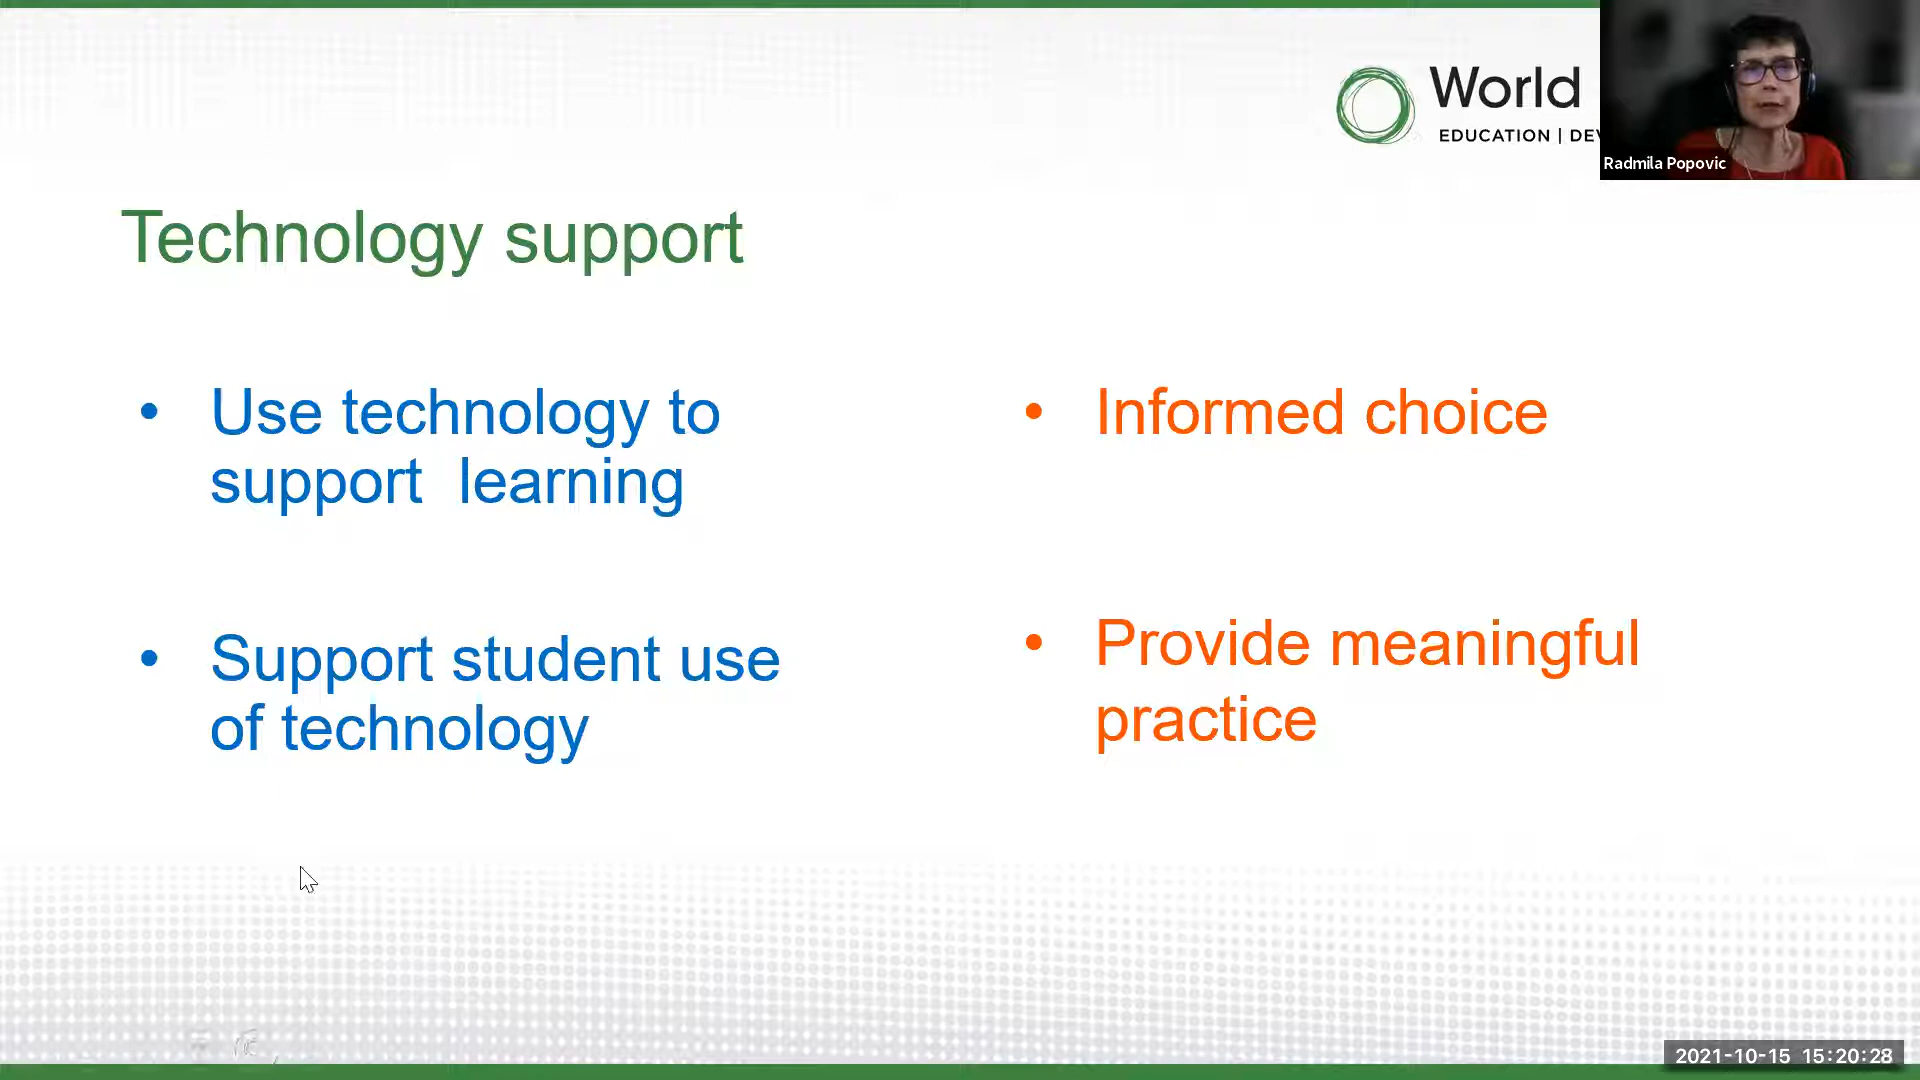 World
EDUCATION | DEV
Radmila Popovic
Technology support
• Use technology to
support learning
• Support student use
of technology
• Informed choice
• Provide meaningful
practice
2021-10-15 15:20:28